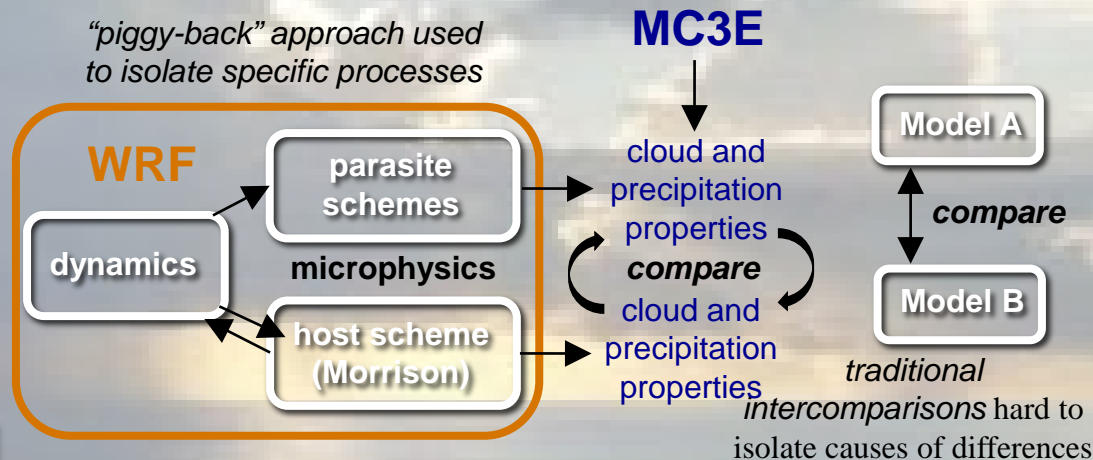 “piggy-back” approach used
to isolate specific processes
WRF
dynamics
parasite
schemes
microphysics
host scheme
(Morrison)
MC3E
cloud and
precipitation
properties
compare
cloud and
precipitation
properties
Model A
compare
Model B
traditional
intercomparisons hard to
isolate causes of differences